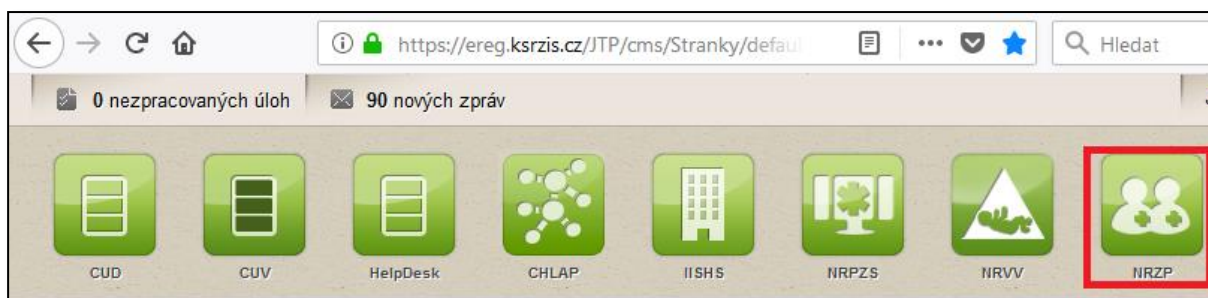 https://ereg.ksrzis.cz/JTP/cms/Stranky/defau
Hledat
0 nezpracovaných úloh
90 nových zpráv
CUD
CUV
HelpDesk
CHLAP
IISHS
NRPZS
NRVV
NRZP